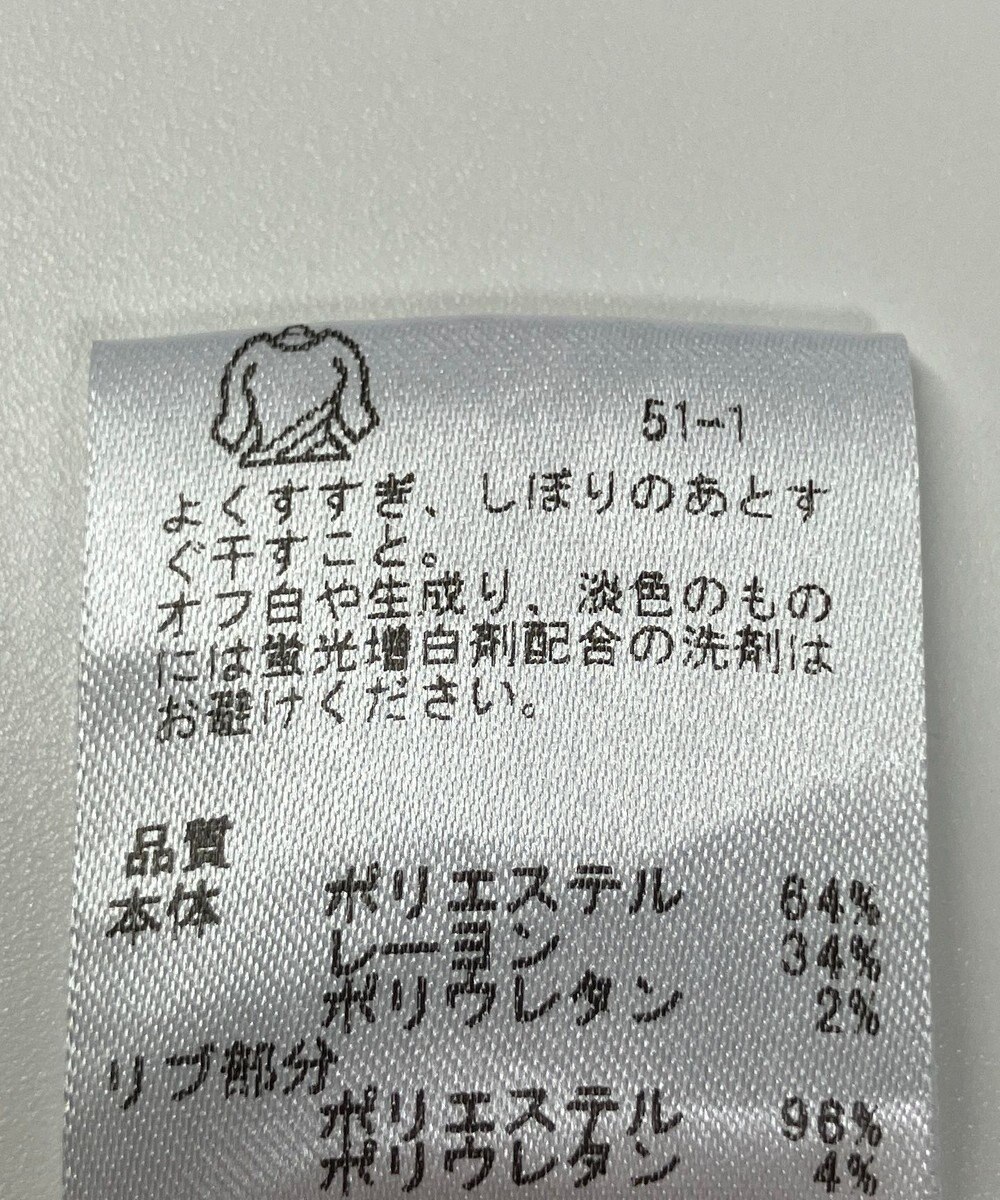 51-1
よくすすぎ、しぼりのあとす
ぐ干すこと。
オフ白や生成り、淡色のもの
には蛍光増白剤配合の洗剤は
お避けください。
品質
本体 ポリエステル 64%
レーヨン 34%
ポリウレタン 2%
リブ部分
ポリエステル 96%
ポリウレタン 4%